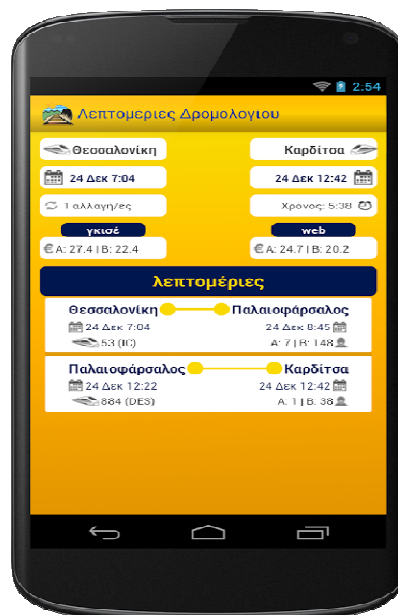 2:54
Λεπτομεριες Δρομολογιου
Θεσσαλονίκη Καρδίτσα
24 Δεκ 7:04 24 Δεκ 12:42
1 αλλαγή/ες Χρονος: 5:38
γκισέ web
€ A: 27.4 | B: 22.4 € A: 24.7 | B: 20.2
λεπτομέριες
Θεσσαλονίκη Παλαιοφάρσαλος
24 Δεκ 7:04 24 Δεκ 8:45
53 (IC) A: 7 | B: 148
Παλαιοφάρσαλος Καρδίτσα
24 Δεκ 12:22 24 Δεκ 12:42
884 (DES) A: 1 | B: 38